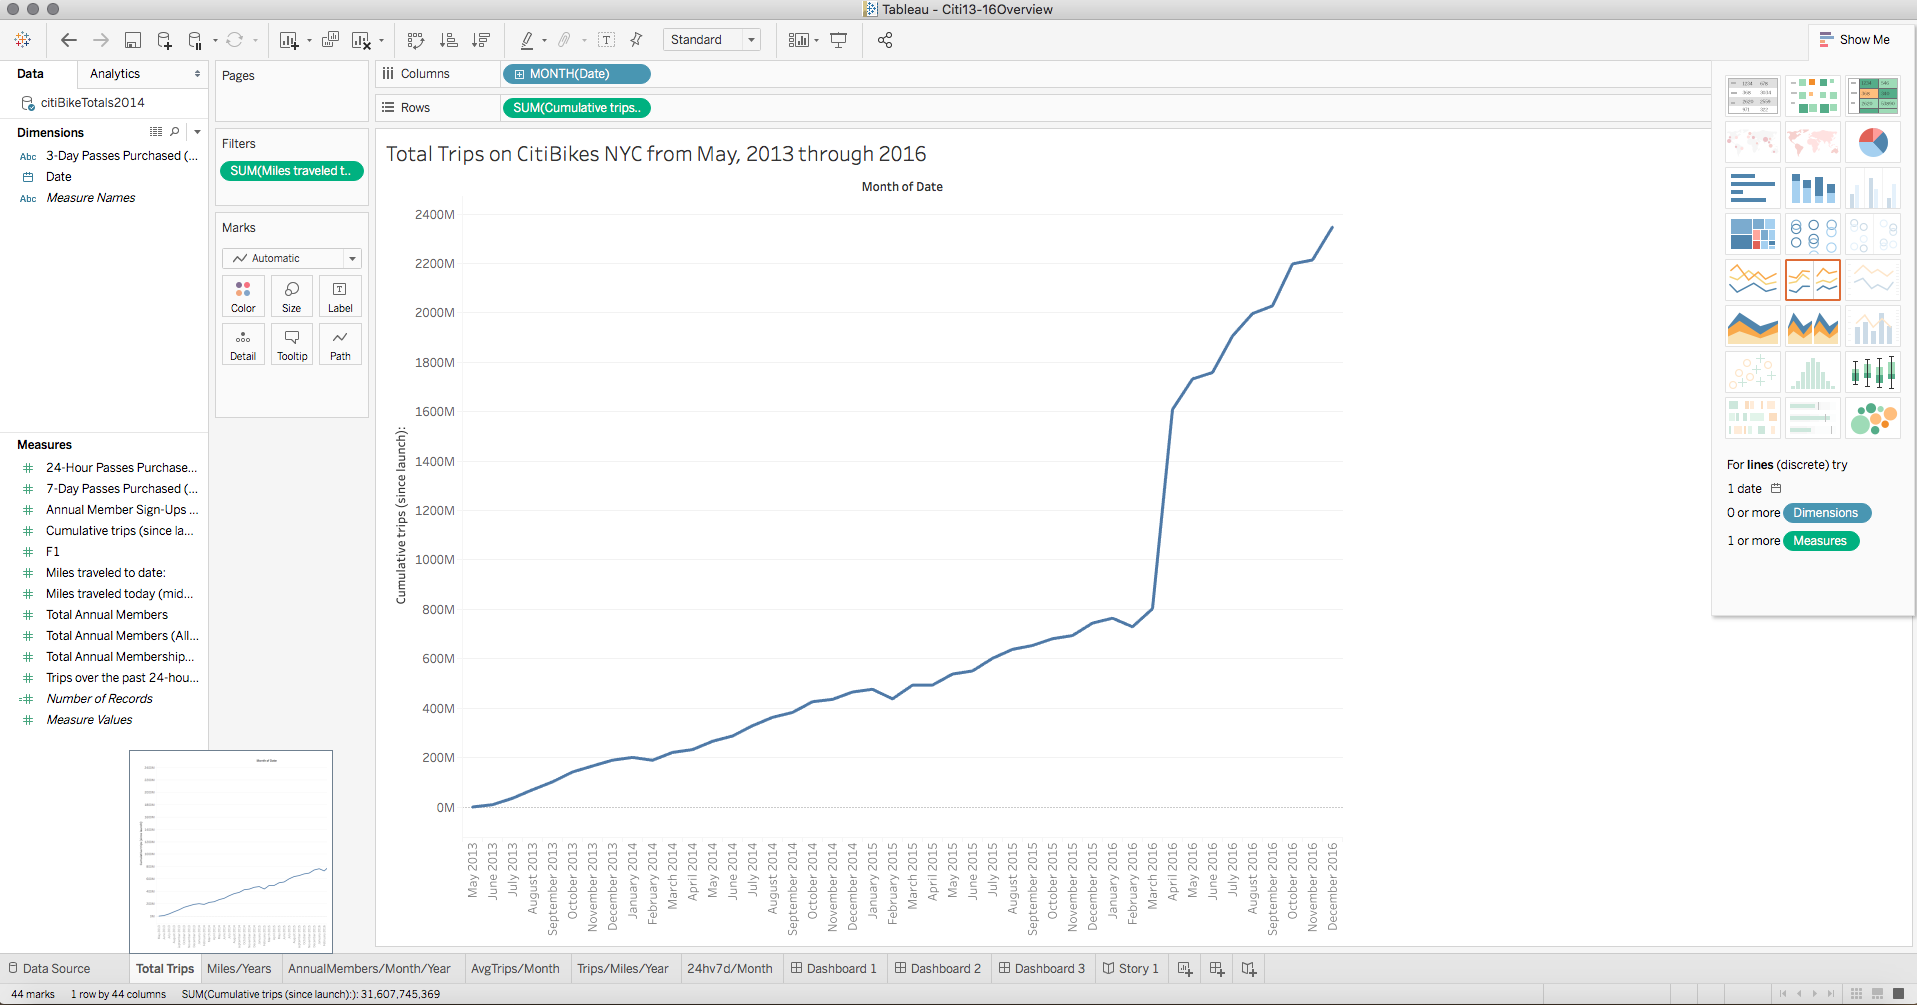 Tableau - Citi13-16Overview
Standard
Show Me
Data
Analytics
Pages
Columns
MONTH(Date)
citiBikeTotals2014
Rows
SUM(Cumulative trips..
Dimensions
Abc 3-Day Passes Purchased (...
Date
Abc Measure Names
Filters
SUM(Miles traveled t..
Marks
Automatic
Color
Size
Label
Detail
Tooltip
Path
Measures
24-Hour Passes Purchase...
7-Day Passes Purchased (...
Annual Member Sign-Ups ...
Cumulative trips (since la...
F1
Miles traveled to date:
Miles traveled today (mid...
Total Annual Members
Total Annual Members (All...
Total Annual Membership...
Trips over the past 24-hou...
Number of Records
Measure Values
Total Trips on CitiBikes NYC from May, 2013 through 2016
Month of Date
Cumulative trips (since launch):
2400M
2200M
2000M
1800M
1600M
1400M
1200M
1000M
800M
600M
400M
200M
0M
May 2013
June 2013
July 2013
August 2013
September 2013
October 2013
November 2013
December 2013
January 2014
February 2014
March 2014
April 2014
May 2014
June 2014
July 2014
August 2014
September 2014
October 2014
November 2014
December 2014
January 2015
February 2015
March 2015
April 2015
May 2015
June 2015
July 2015
August 2015
September 2015
October 2015
November 2015
December 2015
January 2016
February 2016
March 2016
April 2016
May 2016
June 2016
July 2016
August 2016
September 2016
October 2016
November 2016
December 2016
For lines (discrete) try
1 date
0 or more Dimensions
1 or more Measures
Month of Date
Data Source
Total Trips
Miles/Years
AnnualMembers/Month/Year
AvgTrips/Month
Trips/Miles/Year
24hv7d/Month
Dashboard 1
Dashboard 2
Dashboard 3
Story 1
44 marks
1 row by 44 columns
SUM(Cumulative trips (since launch):): 31,607,745,369